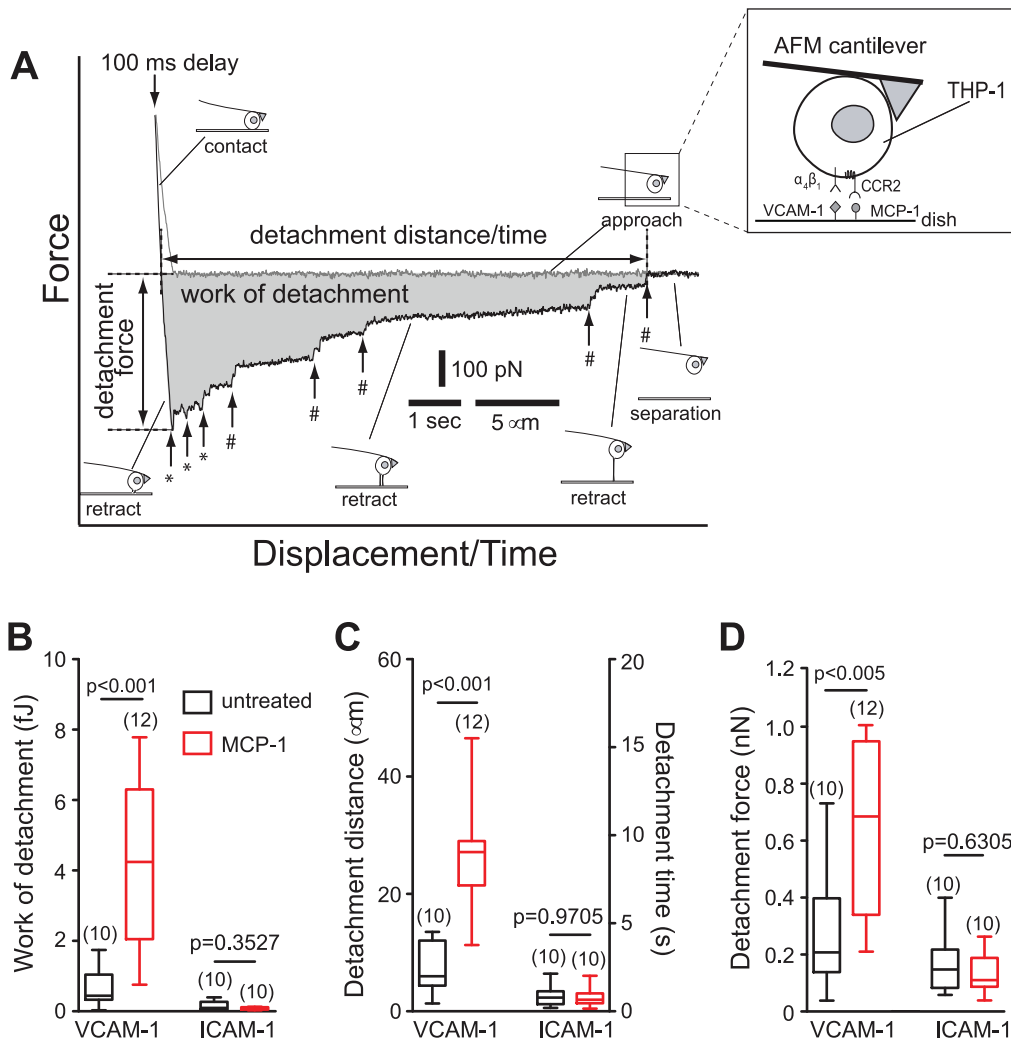 A
100 ms delay
contact
AFM cantilever
THP-1
α4β1
CCR2
VCAM-1
MCP-1
dish
approach
detachment distance/time
Force
work of detachment
detachment
force
* * * # # # # #
100 pN
1 sec
5 ∝m
separation
retract
retract
retract
Displacement/Time
B
Work of detachment (fJ)
10
8
6
4
2
0
p<0.001
(12)
untreated
MCP-1
(10)
p=0.3527
(10)
(10)
VCAM-1
ICAM-1
C
Detachment distance (∝m)
60
40
20
0
p<0.001
(12)
(10)
p=0.9705
(10)
(10)
VCAM-1
ICAM-1
20
15
10
5
0
Detachment time (s)
D
Detachment force (nN)
1.2
1.0
0.8
0.6
0.4
0.2
0
p<0.005
(12)
(10)
p=0.6305
(10)
(10)
VCAM-1
ICAM-1